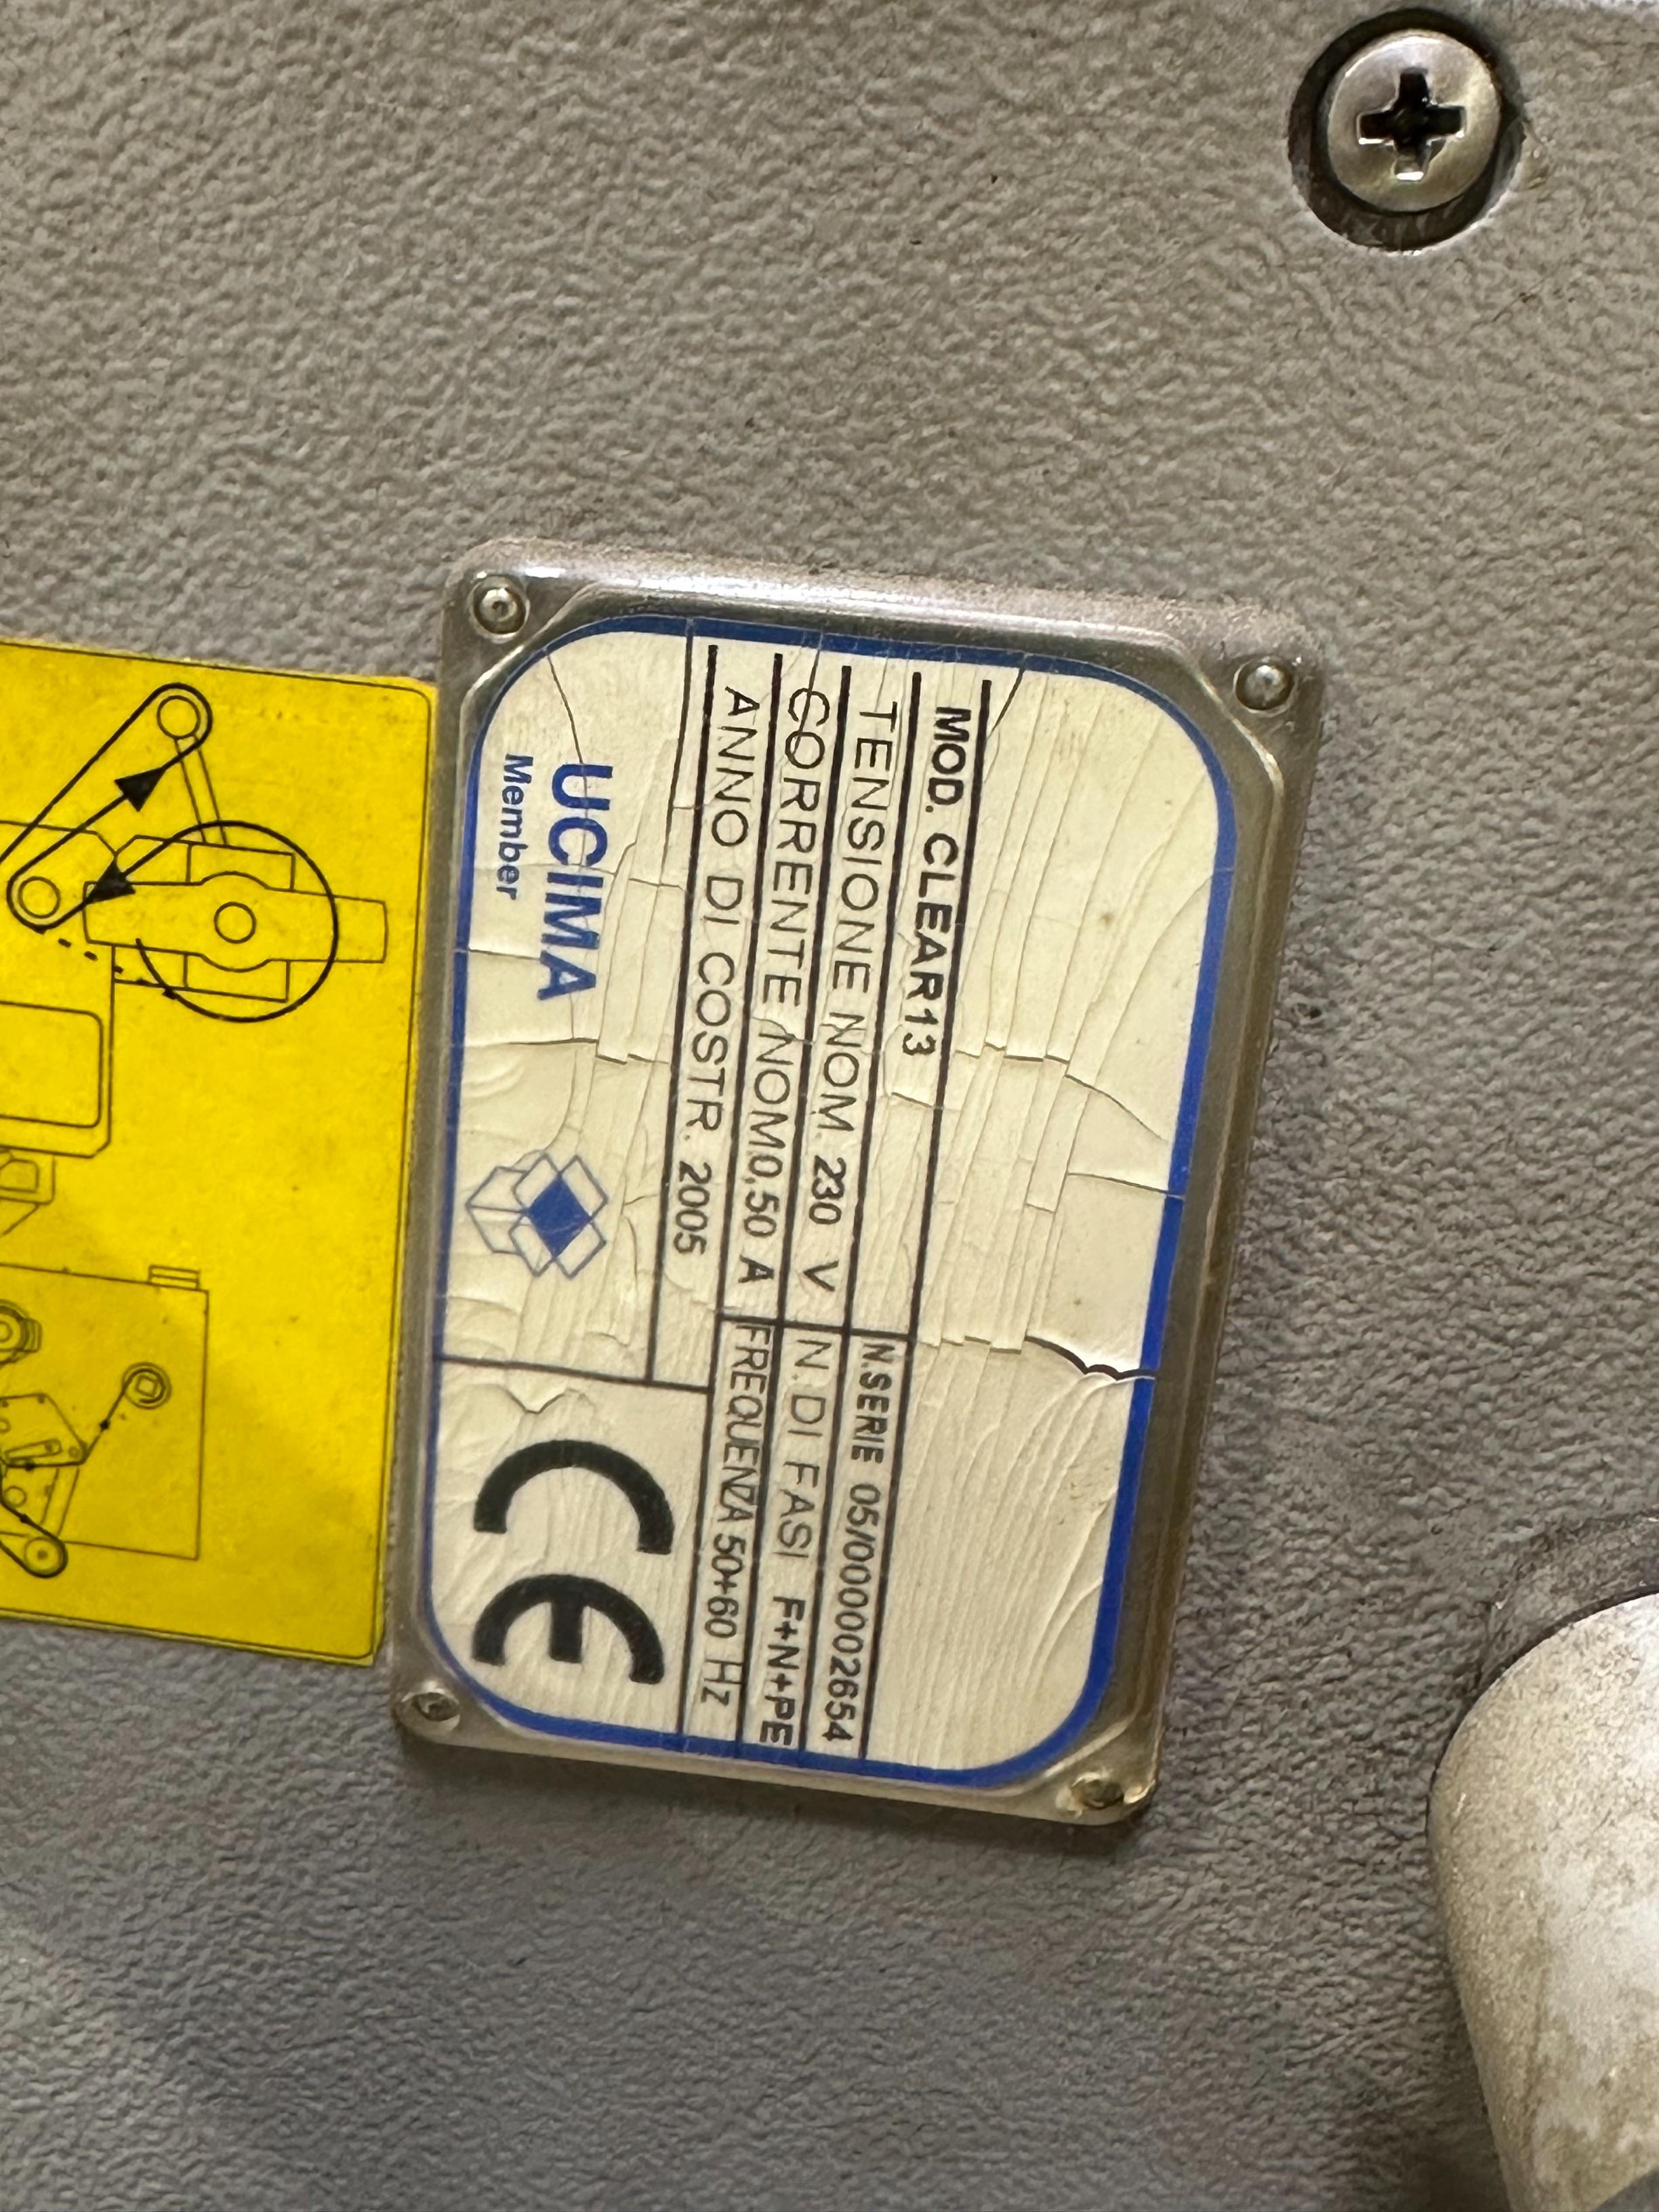 MOD. CLEAR13
TENSIONE NOM. 230 V N.SERIE 05/000002654
CORRENTE NOM.0,50 A N. DI FASI F+N+PE
ANNO DI COSTR. 2005 FREQUENZA 50+60 Hz
UCIMA
Member
CE